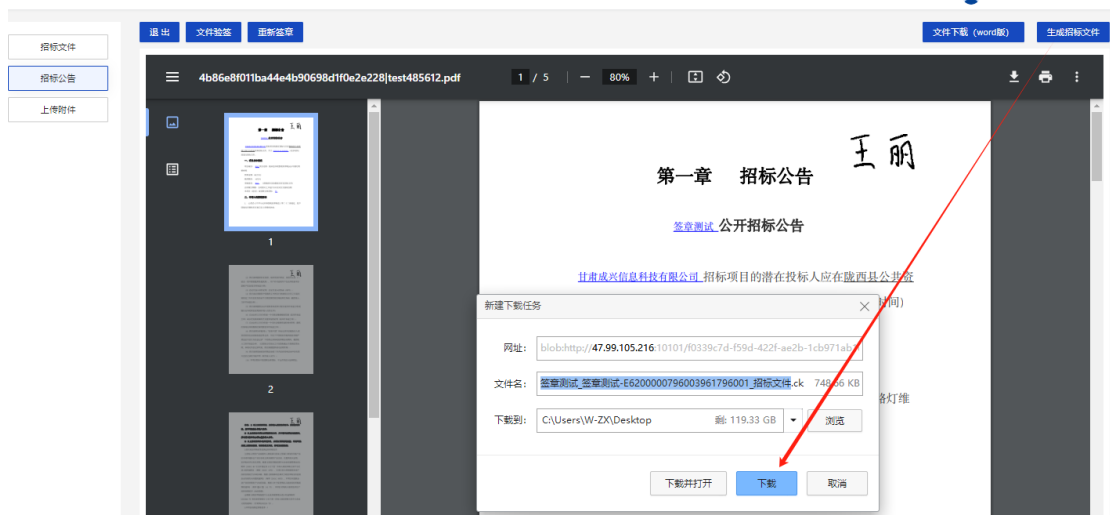 退出 文件验签 重新签章 文件下载（word版） 生成招标文件
招标文件
招标公告
上传附件
4b86e8f011ba44e4b90698d1f0e2e228|test485612.pdf 1 / 5 80%
王丽
第一章 招标公告
签章测试 公开招标公告
甘肃成兴信息科技有限公司 招标项目的潜在投标人应在陇西县公共资
时间）
路灯维
1
2
新建下载任务
网址: blob:http://47.99.105.216:10101/f0339c7d-f59d-422f-ae2b-1cb971ab
文件名: 签章测试_签章测试-E6200000796003961796001_招标文件.ck 748.66 KB
下载到: C:\Users\W-ZX\Desktop 剩: 119.33 GB 浏览
下载并打开 下载 取消